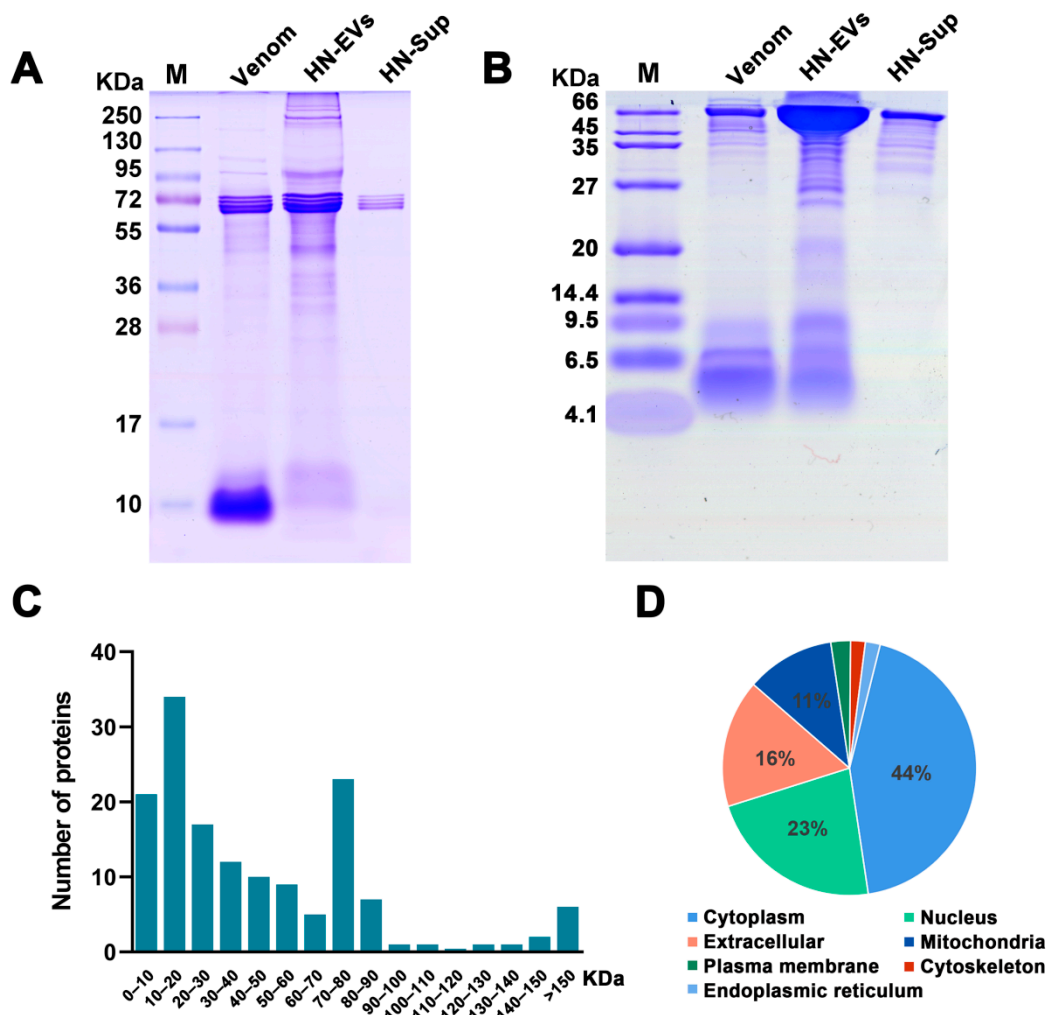 A
KDa
M
Venom
HN-EVs
HN-Sup
250
130
95
72
55
36
28
17
10
B
KDa
M
Venom
HN-EVs
HN-Sup
66
45
35
27
20
14.4
9.5
6.5
4.1
C
Number of proteins
40
30
20
10
0
0–10
10–20
20–30
30–40
40–50
50–60
60–70
70–80
80–90
90–100
100–110
110–120
120–130
130–140
140–150
>150
KDa
D
11%
16%
44%
23%
Cytoplasm
Nucleus
Extracellular
Mitochondria
Plasma membrane
Cytoskeleton
Endoplasmic reticulum